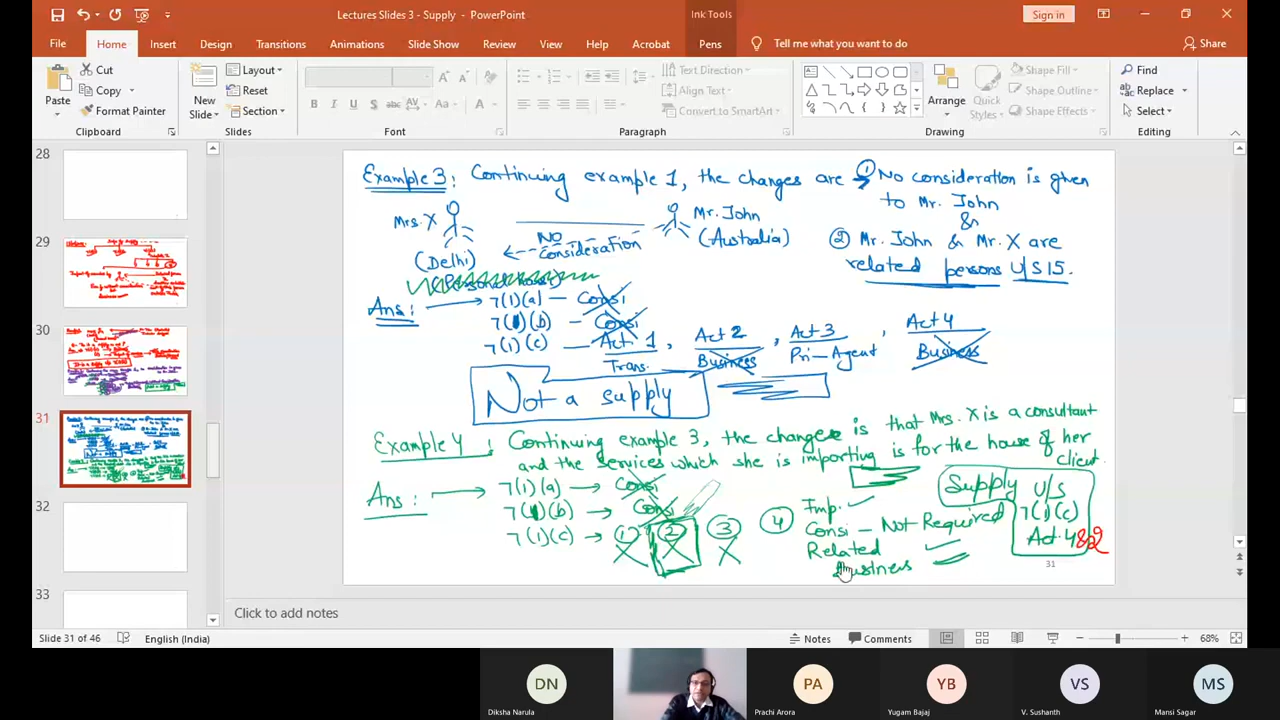 Lectures Slides 3 - Supply - PowerPoint
Ink Tools
Sign in
File
Home
Insert
Design
Transitions
Animations
Slide Show
Review
View
Help
Acrobat
Pens
Tell me what you want to do
Share
Cut
Copy
Format Painter
Paste
Clipboard
New Slide
Layout
Reset
Section
Slides
B I U S abc AV Aa A
Font
Text Direction
Align Text
Convert to SmartArt
Paragraph
Arrange
Quick Styles
Shape Fill
Shape Outline
Shape Effects
Drawing
Find
Replace
Select
Editing
28
29
30
31
32
33
Example 3: Continuing example 1, the changes are → ① No consideration is given
to Mr. John
&
② Mr. John & Mr. X are
related persons U/S 15.
Mrs. X
(Delhi)
No Consideration
Mr. John
(Australia)
Ans:
7(1)(a) — Consi
7(1)(b) — Consi
7(1)(c) — Act 1 Trans. , Act 2 Business , Act 3 Pri-Agent , Act 4 Business
Not a supply
Example 4 : Continuing example 3, the change is that Mrs. X is a consultant
and the services which she is importing is for the house of her
client.
Ans:
7(1)(a) → Consi
7(1)(b) → Consi
7(1)(c) → ① ② ③ ④
Imp. ✓
Consi — Not Required
Related ✓
Business
Supply U/S
7(1)(c)
Act 4 & 2
31
Click to add notes
Slide 31 of 46
English (India)
Notes
Comments
68%
DN
Diksha Narula
PA
Prachi Arora
YB
Yugam Bajaj
VS
V. Sushanth
MS
Mansi Sagar